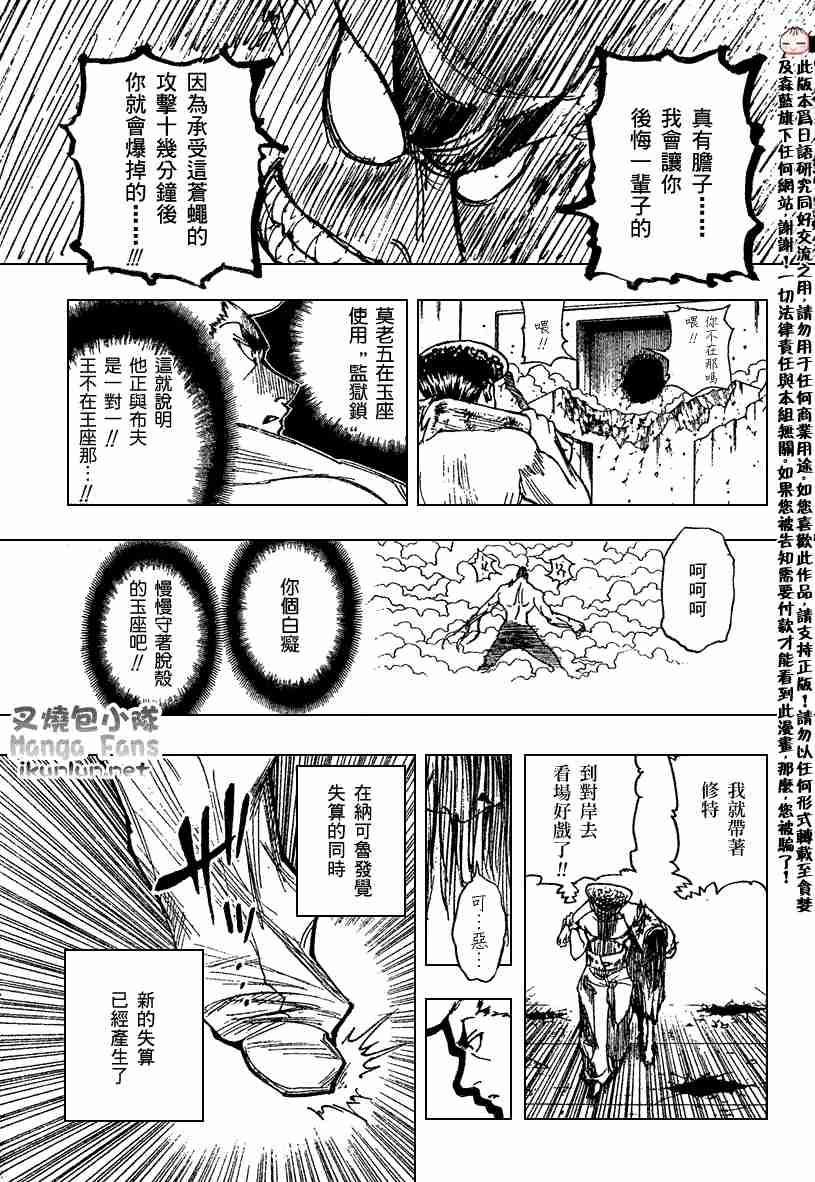 真有膽子……
我會讓你
後悔一輩子的
因為承受這蒼蠅的
攻擊十幾分鐘後
你就會爆掉的……!!!
你不在那嗎
喂!!
喂!!
莫老五在玉座
使用"監獄鎖"
這就說明
他正與布夫
是一對一!!
王不在王座那…!!
呵呵呵
你個白癡
慢慢守著脫殼
的玉座吧!!
我就帶著
修特
到對岸去
看場好戲了!!
可…惡…
在納可魯發覺
失算的同時
新的失算
已經產生了
此版本爲日語研究同好交流之用,請勿用于任何商業用途,如您喜歡此作品,請支持正版!請勿以任何形式轉載至貪婪
及森藍旗下任何網站,謝謝!一切法律責任與本組無關,如果您被告知需要付款才能看到此漫畫,那麼,您被騙了!
叉燒包小隊
Manga Fans
ikunlun.net